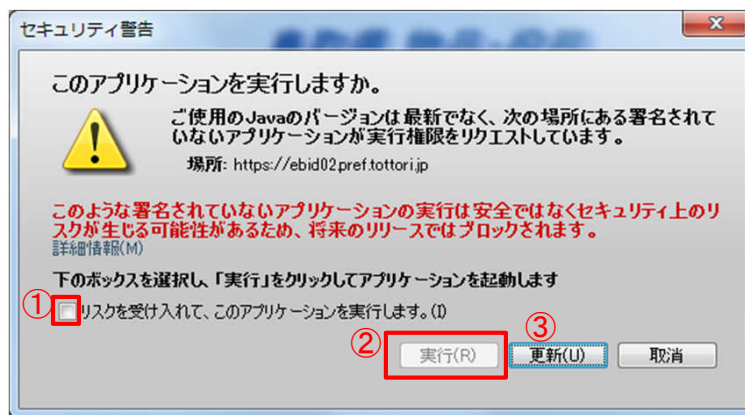 セキュリティ警告
このアプリケーションを実行しますか。
ご使用のJavaのバージョンは最新でなく、次の場所にある署名されて
いないアプリケーションが実行権限をリクエストしています。
場所: https://ebid02.pref.tottori.jp
このような署名されていないアプリケーションの実行は安全ではなくセキュリティ上のリ
スクが生じる可能性があるため、将来のリリースではブロックされます。
詳細情報(M)
下のボックスを選択し、「実行」をクリックしてアプリケーションを起動します
① リスクを受け入れて、このアプリケーションを実行します。(I)
② ③
実行(R) 更新(U) 取消